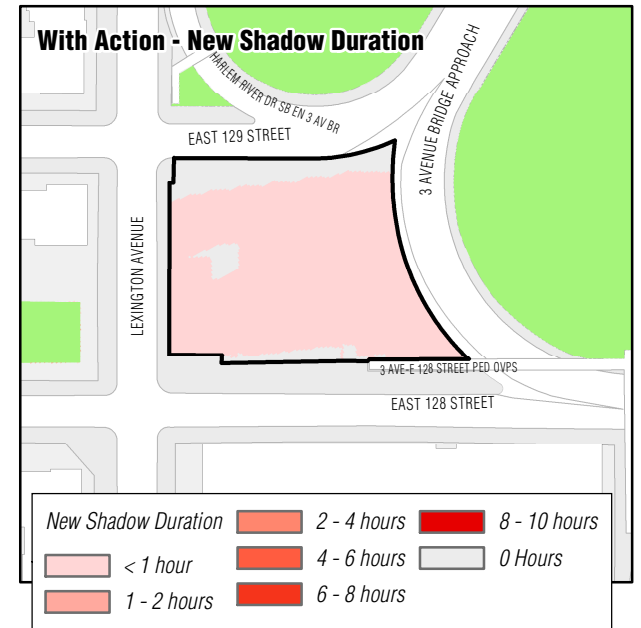 With Action - New Shadow Duration
HARLEM RIVER DR SB EN 3 AV BR
3 AVENUE BRIDGE APPROACH
EAST 129 STREET
LEXINGTON AVENUE
3 AVE-E 128 STREET PED OVPS
EAST 128 STREET
New Shadow Duration
< 1 hour
1 - 2 hours
2 - 4 hours
4 - 6 hours
6 - 8 hours
8 - 10 hours
0 Hours